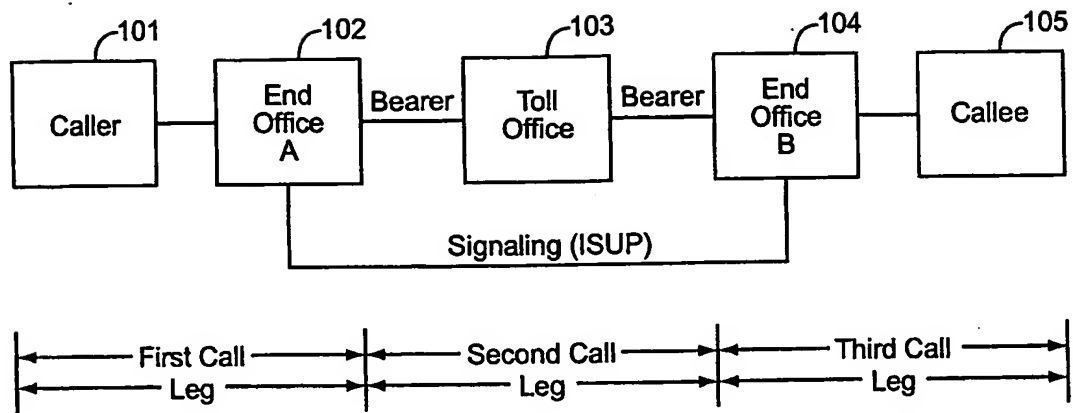 101
102
103
104
105
Caller
End
Office
A
Bearer
Toll
Office
Bearer
End
Office
B
Callee
Signaling (ISUP)
First Call
Leg
Second Call
Leg
Third Call
Leg